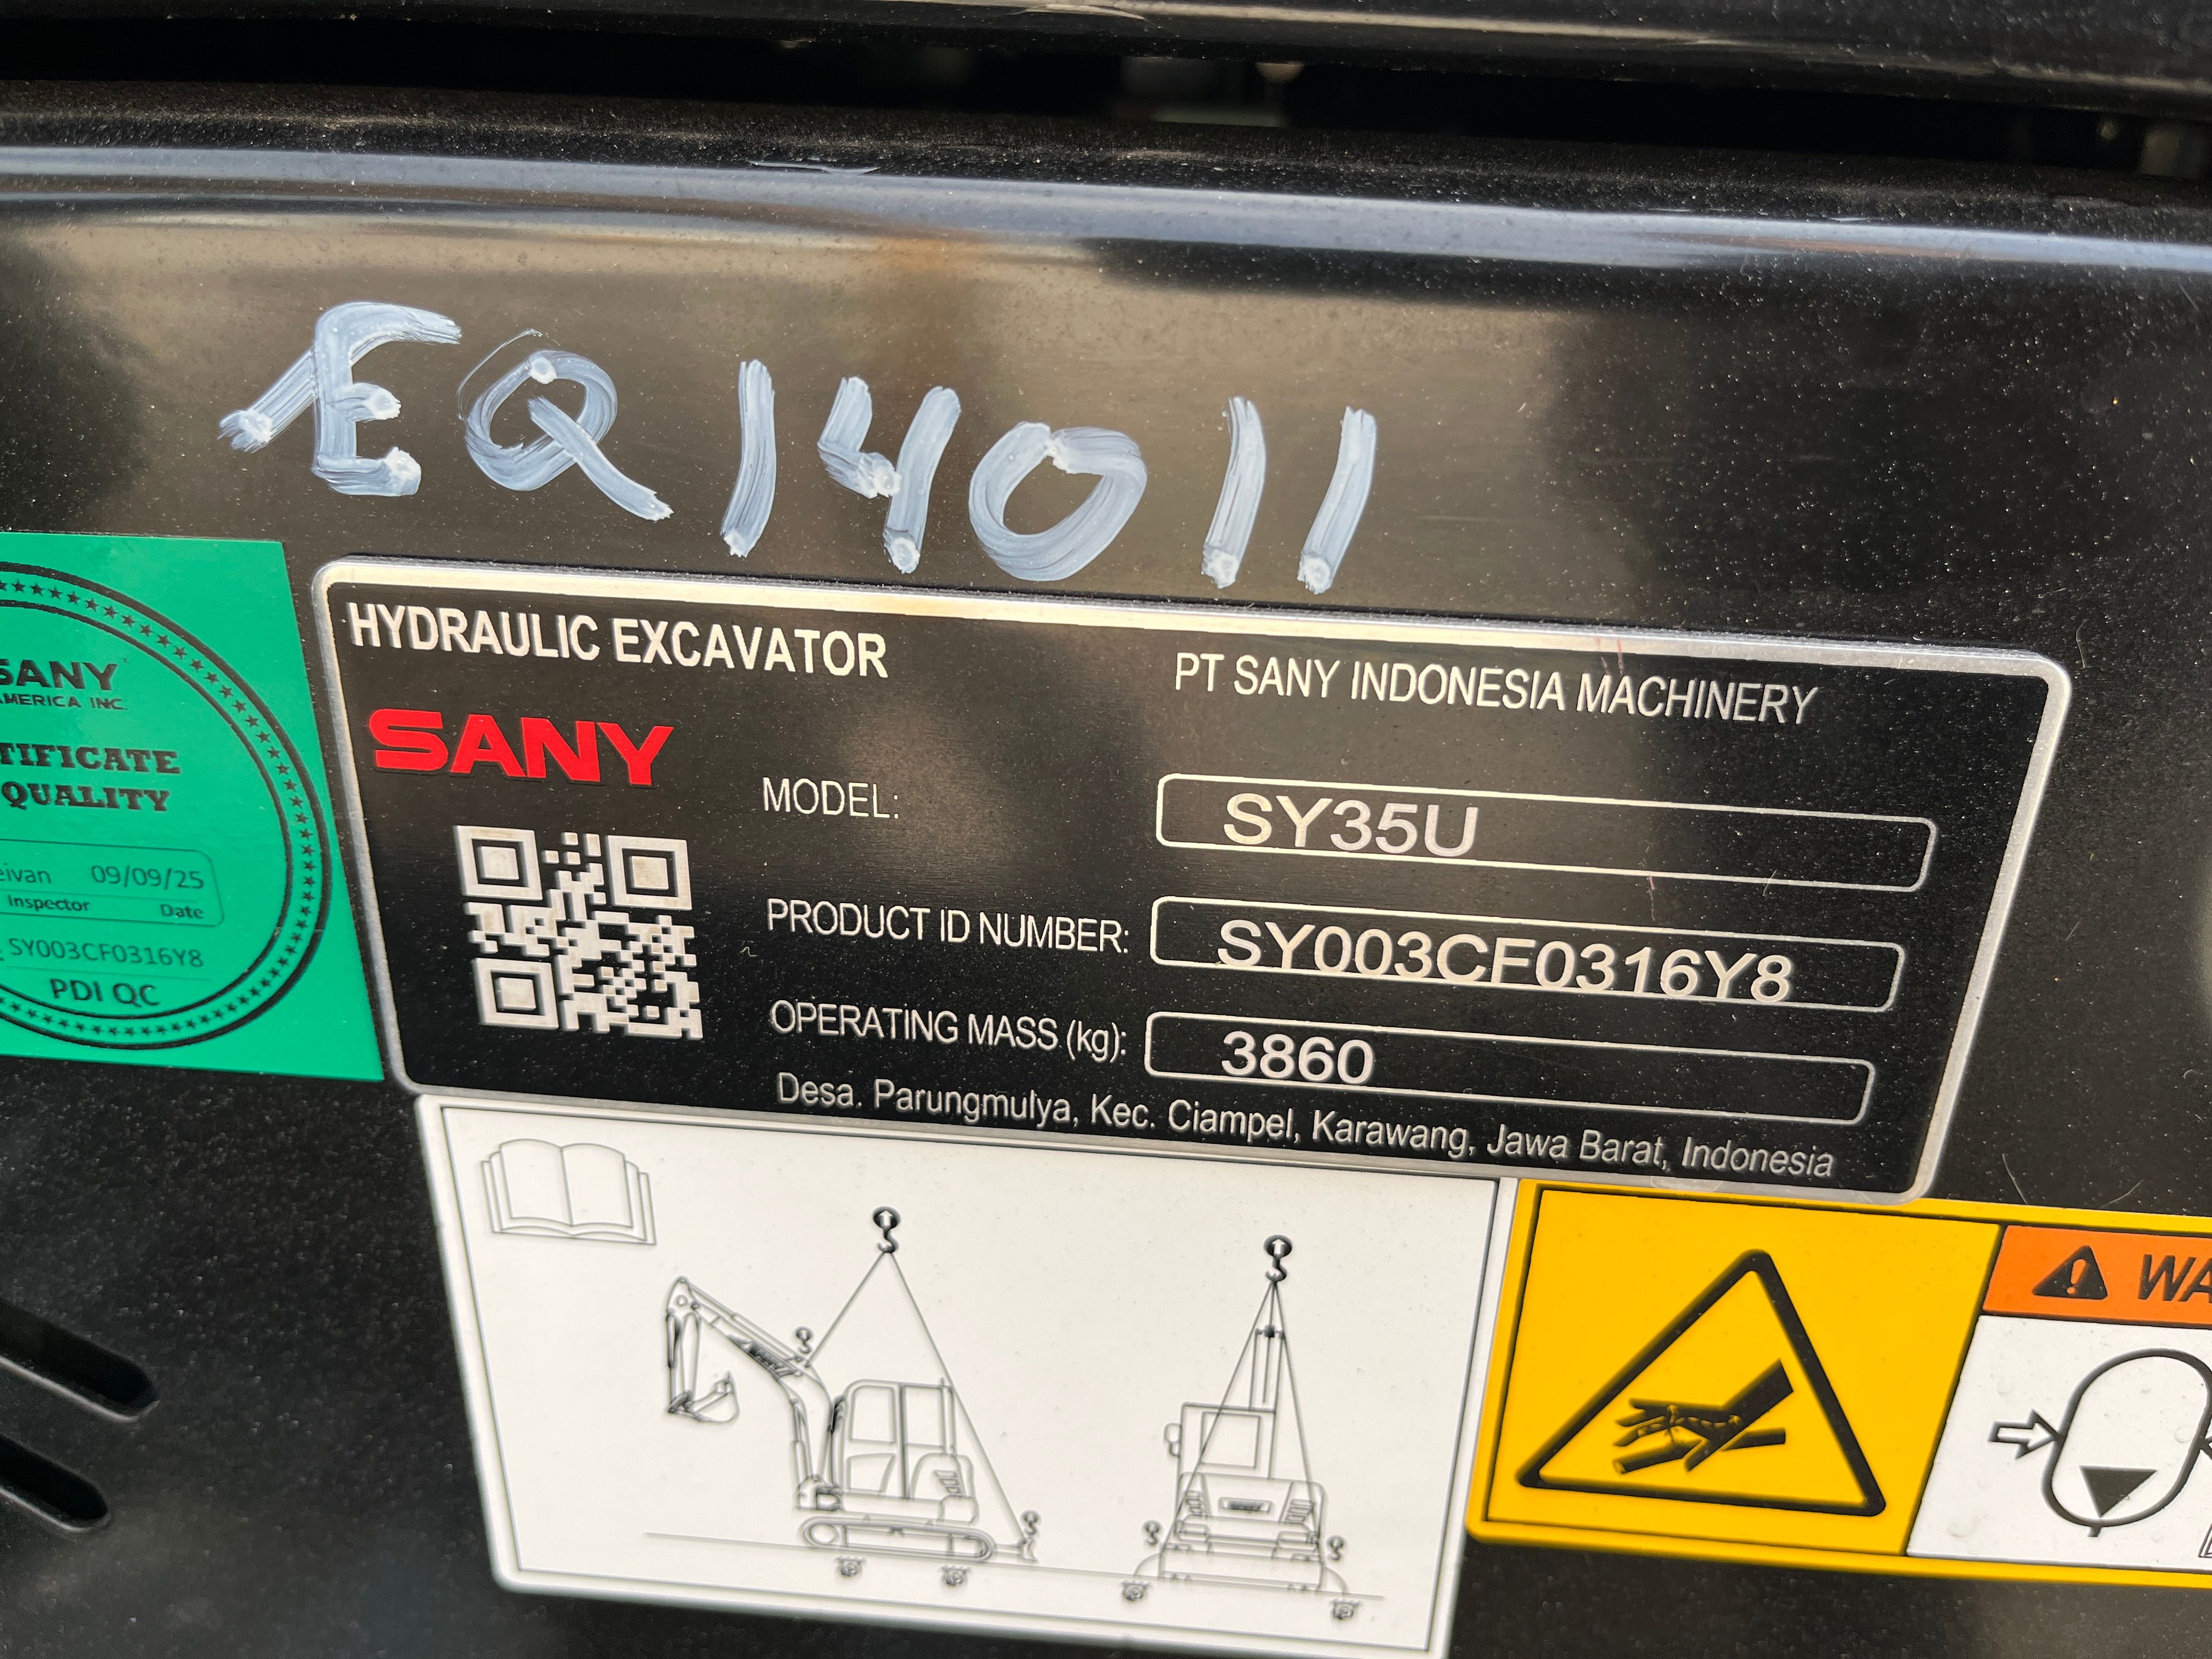 EQ14011
HYDRAULIC EXCAVATOR
PT SANY INDONESIA MACHINERY
SANY
MODEL: SY35U
PRODUCT ID NUMBER: SY003CF0316Y8
OPERATING MASS (kg): 3860
Desa. Parungmulya, Kec. Ciampel, Karawang, Jawa Barat, Indonesia
SANY
AMERICA INC.
TIFICATE
QUALITY
eivan 09/09/25
Inspector Date
SY003CF0316Y8
PDI QC
WA